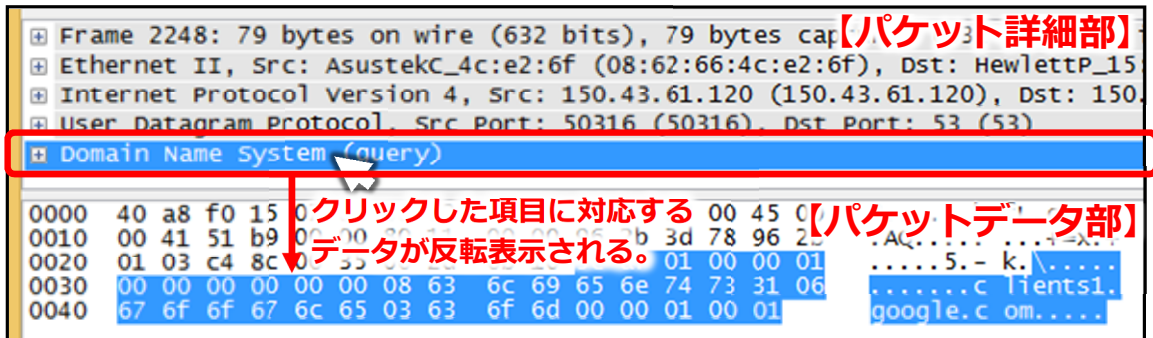 Frame 2248: 79 bytes on wire (632 bits), 79 bytes cap
【パケット詳細部】
Ethernet II, Src: AsustekC_4c:e2:6f (08:62:66:4c:e2:6f), Dst: HewlettP_15:
Internet Protocol Version 4, Src: 150.43.61.120 (150.43.61.120), Dst: 150.
User Datagram Protocol, Src Port: 50316 (50316), Dst Port: 53 (53)
Domain Name System (query)
クリックした項目に対応する
データが反転表示される。
【パケットデータ部】
0000 40 a8 f0 15 00 45
0010 00 41 51 b9 3d 78 96 .AQ.....
0020 01 03 c4 8c 01 00 00 01 .....5.- k.\.....
0030 00 00 00 00 00 00 08 63 6c 69 65 6e 74 73 31 06 .......c lients1.
0040 67 6f 6f 67 6c 65 03 63 6f 6d 00 00 01 00 01 google.c om.....